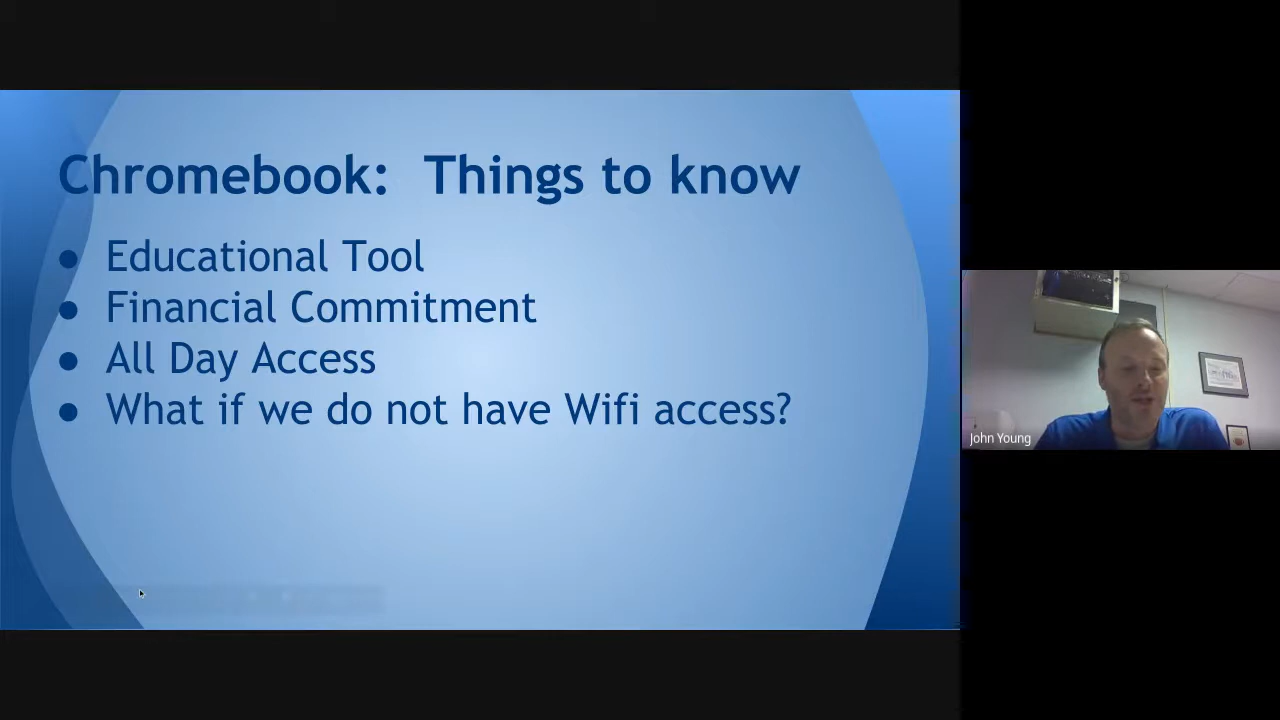 Chromebook:  Things to know
● Educational Tool
● Financial Commitment
● All Day Access
● What if we do not have Wifi access?
John Young